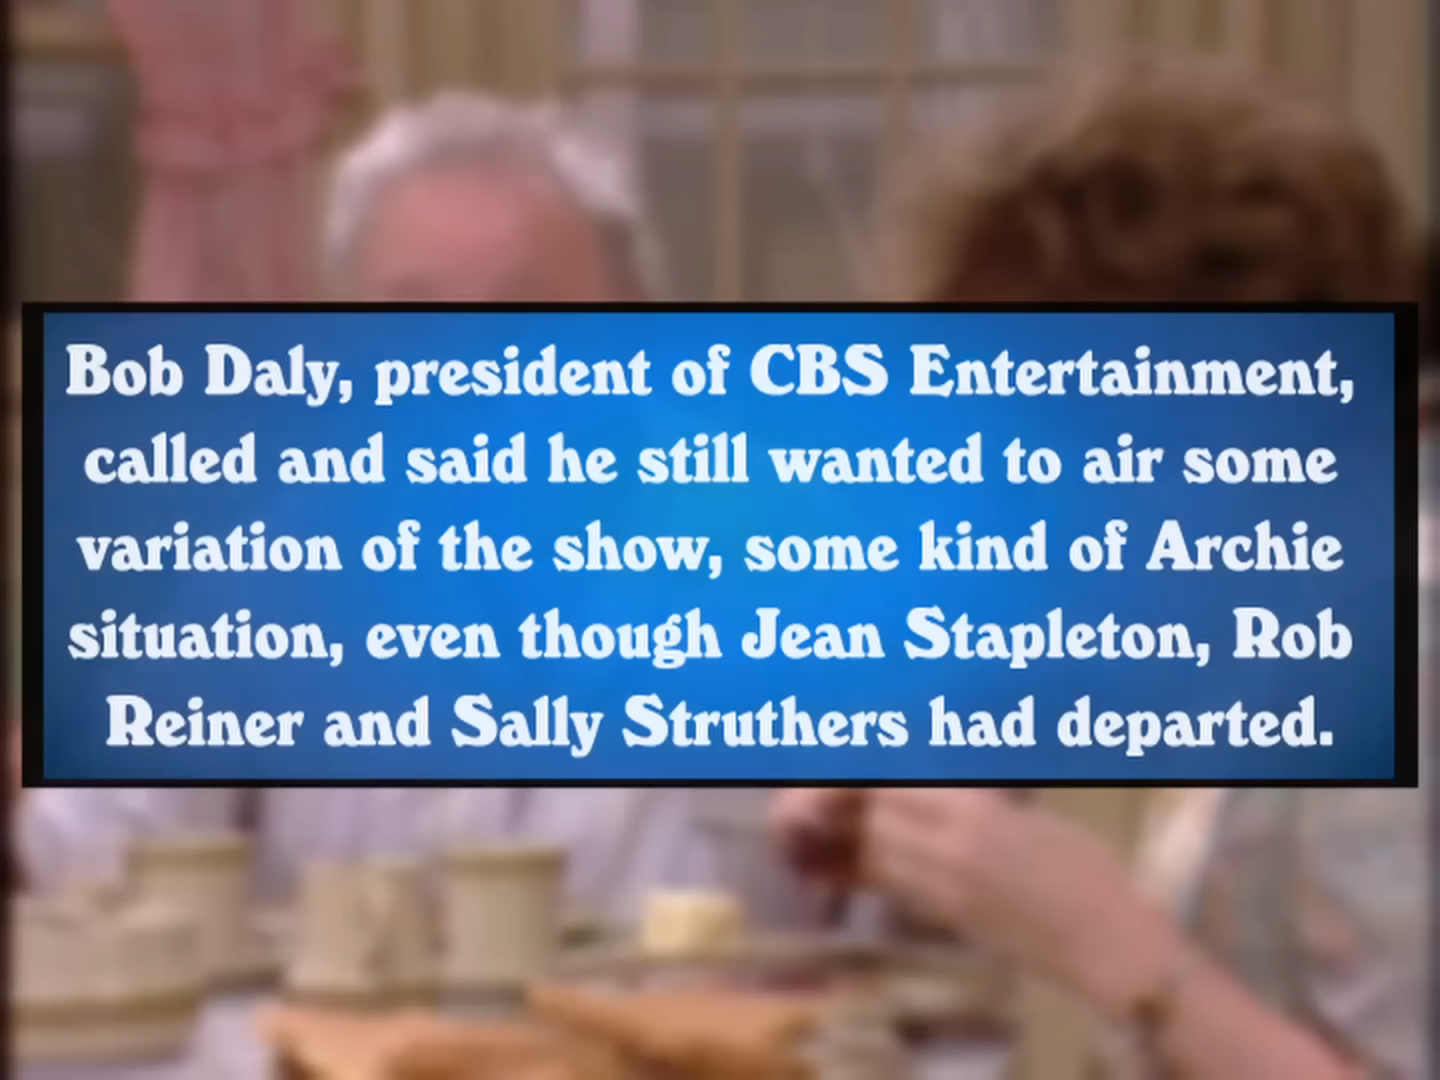 Bob Daly, president of CBS Entertainment,
called and said he still wanted to air some
variation of the show, some kind of Archie
situation, even though Jean Stapleton, Rob
Reiner and Sally Struthers had departed.